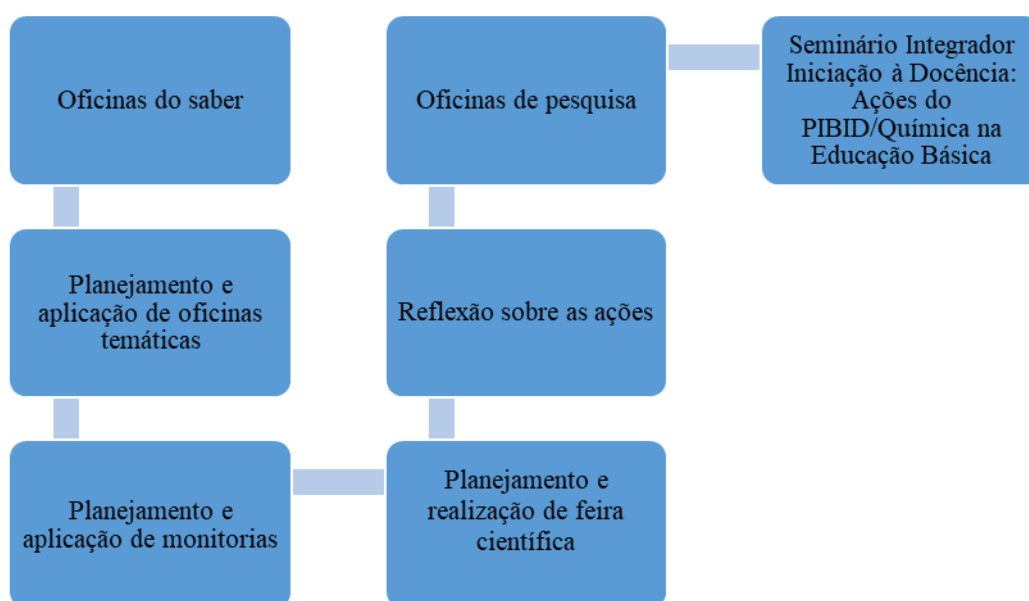 Oficinas do saber
Planejamento e
aplicação de oficinas
temáticas
Planejamento e
aplicação de monitorias
Planejamento e
realização de feira
científica
Reflexão sobre as ações
Oficinas de pesquisa
Seminário Integrador
Iniciação à Docência:
Ações do
PIBID/Química na
Educação Básica